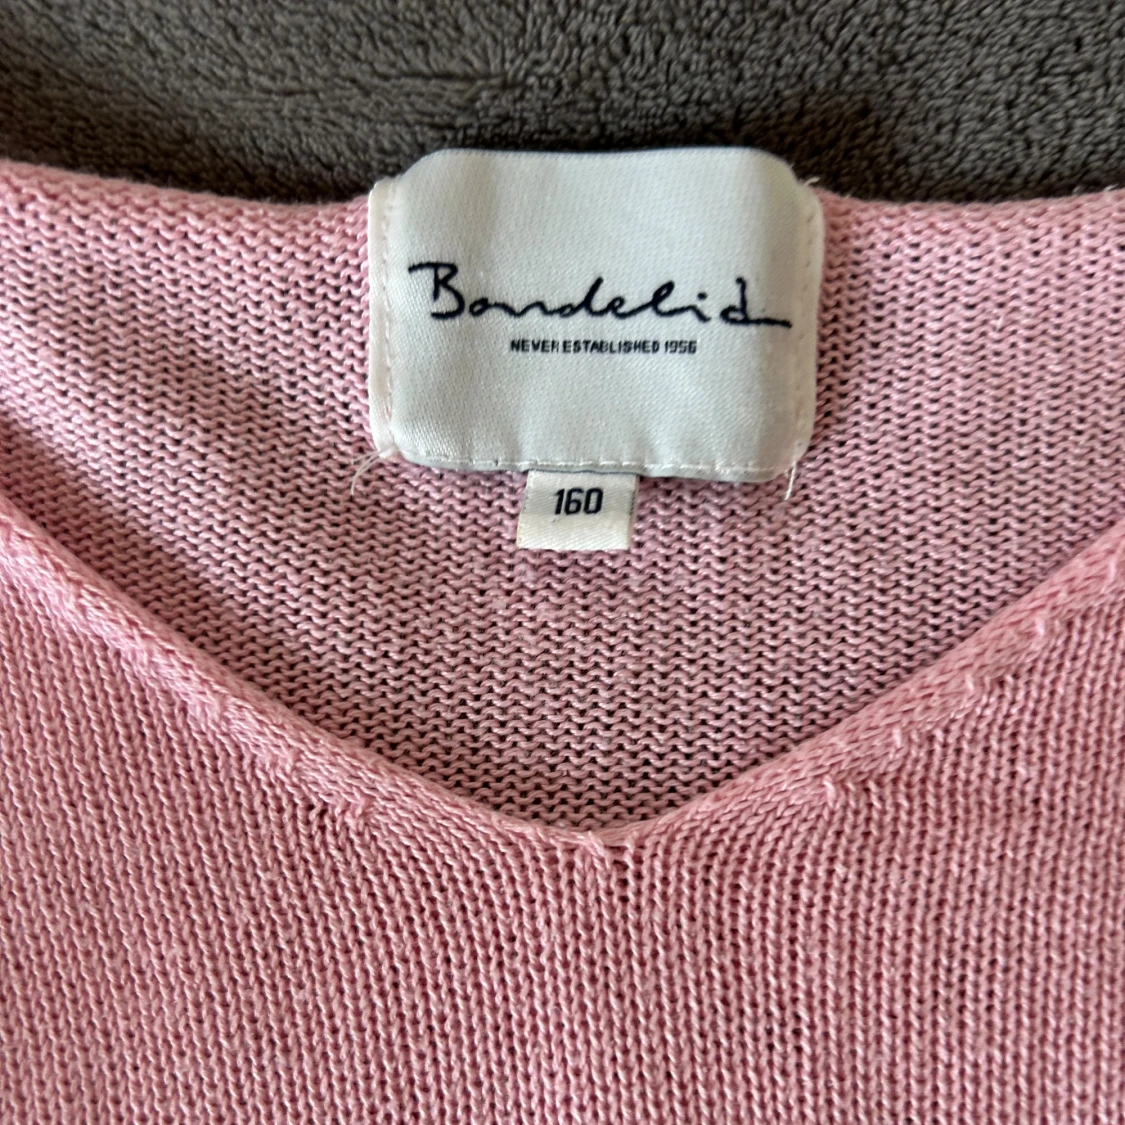 Bondelid
NEVER ESTABLISHED 1956
160